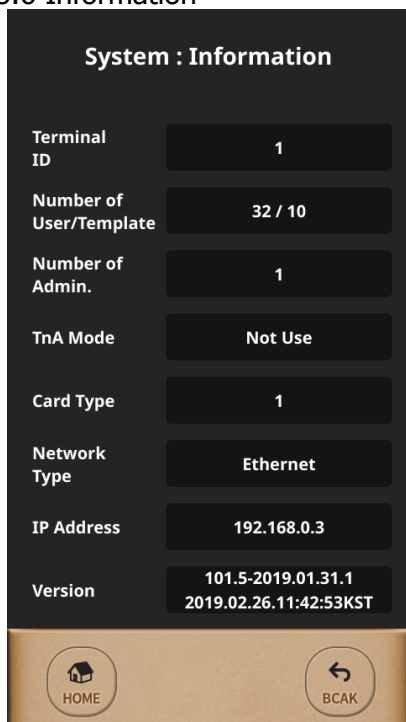 System : Information
Terminal
ID
1
Number of
User/Template
32 / 10
Number of
Admin.
1
TnA Mode
Not Use
Card Type
1
Network
Type
Ethernet
IP Address
192.168.0.3
Version
101.5-2019.01.31.1
2019.02.26.11:42:53KST
HOME
BCAK